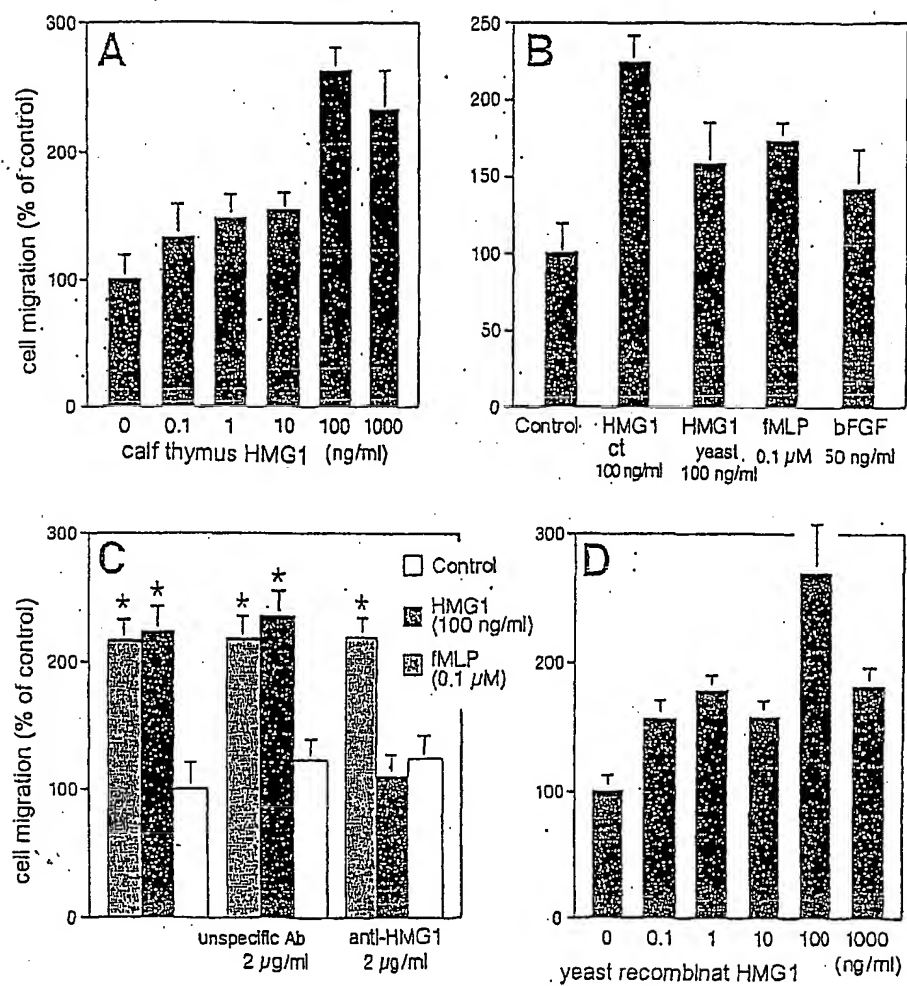 A
cell migration (% of control)
300
200
100
0
0 0.1 1 10 100 1000
calf thymus HMG1 (ng/ml)
B
250
200
150
100
50
0
Control HMG1 HMG1 fMLP bFGF
ct yeast 0.1 µM 50 ng/ml
100 ng/ml 100 ng/ml
C
cell migration (% of control)
300
200
100
0
* * * * *
Control
HMG1
(100 ng/ml)
fMLP
(0.1 µM)
unspecific Ab anti-HMG1
2 µg/ml 2 µg/ml
D
300
200
100
0
0 0.1 1 10 100 1000
yeast recombinat HMG1 (ng/ml)